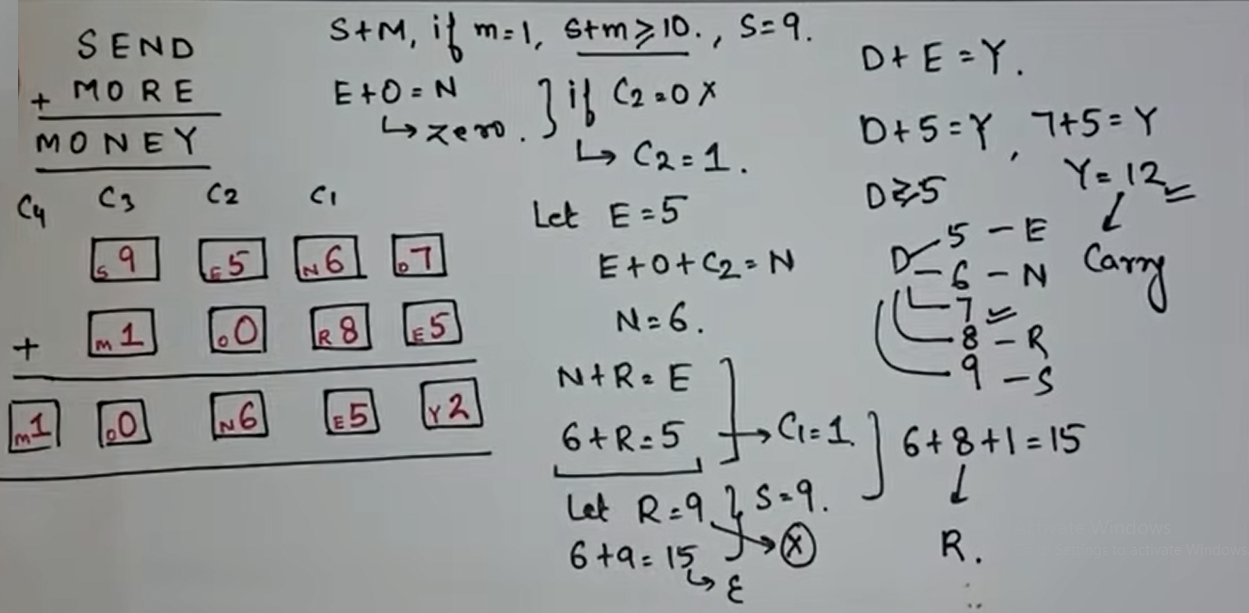 SEND
+ MORE
MONEY
C4 C3 C2 C1
S9 E5 N6 D7
+ M1 O0 R8 E5
M1 O0 N6 E5 Y2
S+M, if m=1, S+m⩾10., S=9.
E+O=N } if C2=0 X
↳ zero.
↳ C2=1.
Let E=5
E+O+C2=N
N=6.
N+R=E
6+R=5 } → C1=1.
Let R=9 } S=9.
6+9=15 → ⓧ
↳ E
D+E=Y.
D+5=Y, 7+5=Y
D⩾5 Y=12
↓
Carry
D 5 – E
6 – N
7
8 – R
9 – S
} 6+8+1=15
↓
R.